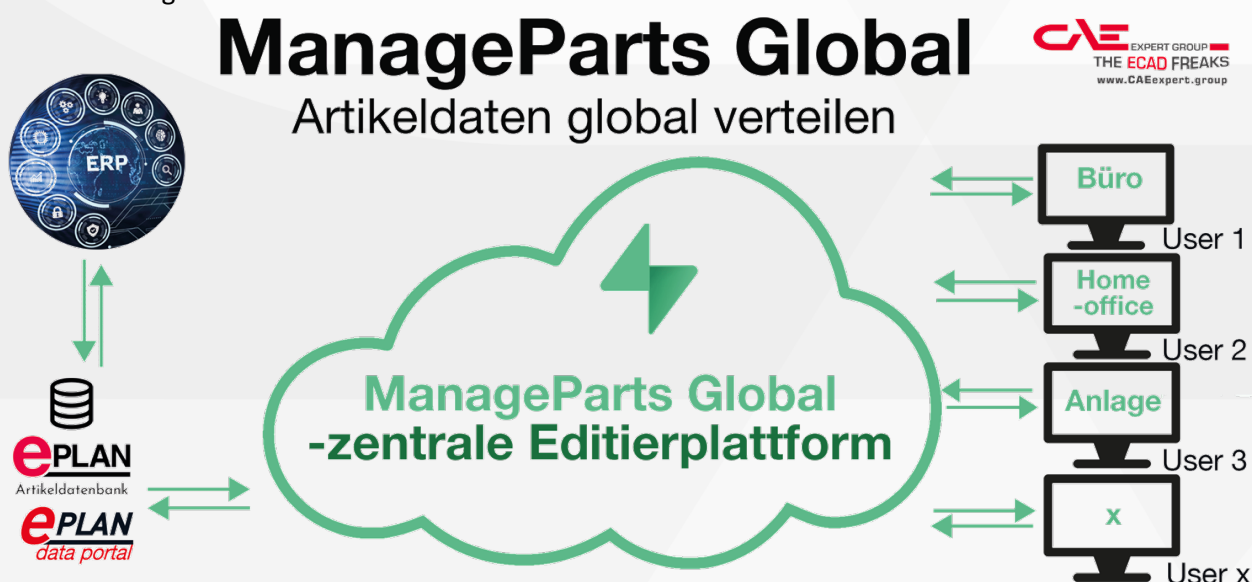 ManageParts Global
Artikeldaten global verteilen
CAE EXPERT GROUP
THE ECAD FREAKS
www.CAEexpert.group
ERP
ePLAN
Artikeldatenbank
ePLAN
data portal
ManageParts Global
-zentrale Editierplattform
Büro
User 1
Home
-office
User 2
Anlage
User 3
x
User x